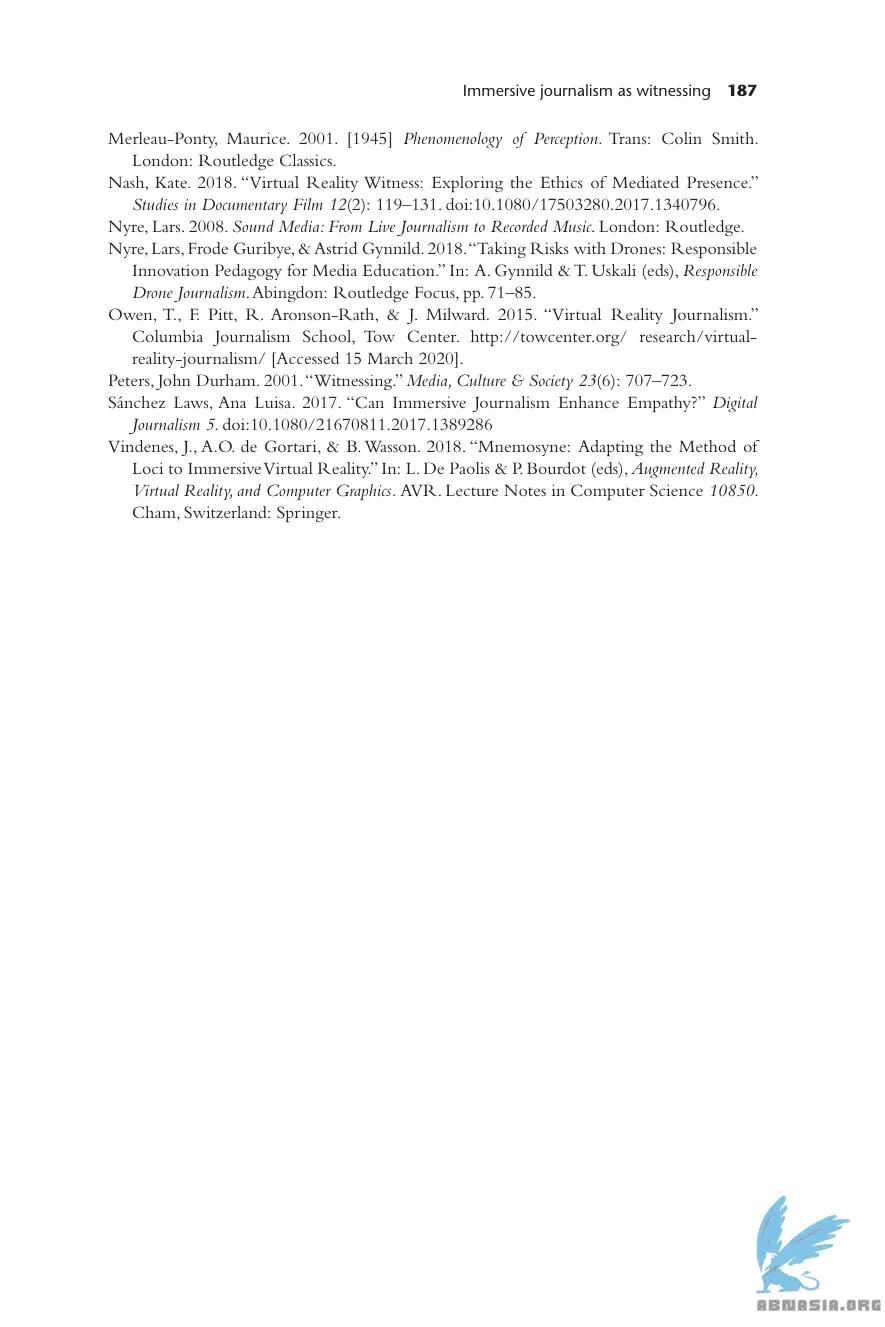 Immersive journalism as witnessing 187
Merleau-Ponty, Maurice. 2001. [1945] Phenomenology of Perception. Trans: Colin Smith.
London: Routledge Classics.
Nash, Kate. 2018. “Virtual Reality Witness: Exploring the Ethics of Mediated Presence.”
Studies in Documentary Film 12(2): 119–131. doi:10.1080/17503280.2017.1340796.
Nyre, Lars. 2008. Sound Media: From Live Journalism to Recorded Music. London: Routledge.
Nyre, Lars, Frode Guribye, & Astrid Gynnild. 2018. “Taking Risks with Drones: Responsible
Innovation Pedagogy for Media Education.” In: A. Gynnild & T. Uskali (eds), Responsible
Drone Journalism. Abingdon: Routledge Focus, pp. 71–85.
Owen, T., F. Pitt, R. Aronson-Rath, & J. Milward. 2015. “Virtual Reality Journalism.”
Columbia Journalism School, Tow Center. http://towcenter.org/ research/virtual-
reality-journalism/ [Accessed 15 March 2020].
Peters, John Durham. 2001. “Witnessing.” Media, Culture & Society 23(6): 707–723.
Sánchez Laws, Ana Luisa. 2017. “Can Immersive Journalism Enhance Empathy?” Digital
Journalism 5. doi:10.1080/21670811.2017.1389286
Vindenes, J., A.O. de Gortari, & B. Wasson. 2018. “Mnemosyne: Adapting the Method of
Loci to Immersive Virtual Reality.” In: L. De Paolis & P. Bourdot (eds), Augmented Reality,
Virtual Reality, and Computer Graphics. AVR. Lecture Notes in Computer Science 10850.
Cham, Switzerland: Springer.
ABNASIA.ORG